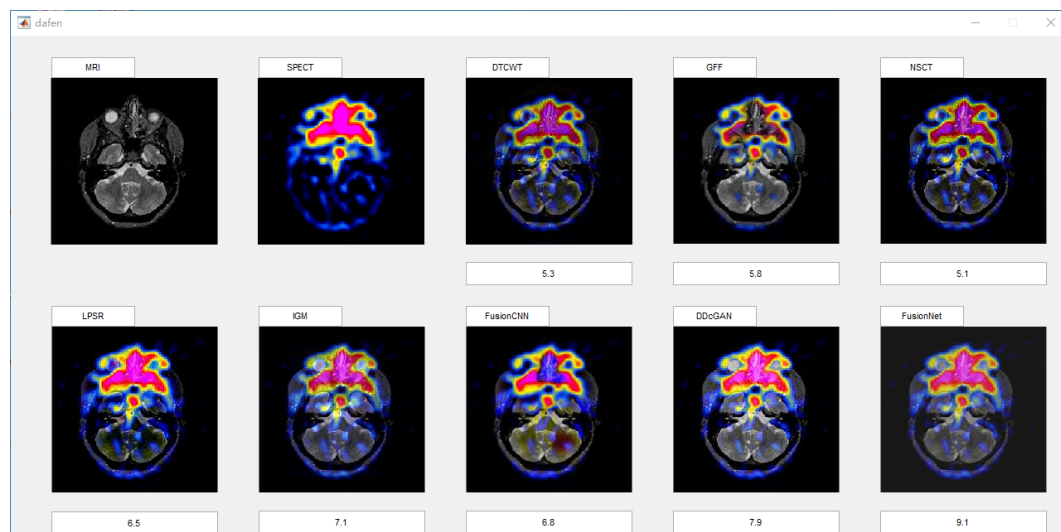 dafen
MRI
SPECT
DTCWT
GFF
NSCT
5.3
5.8
5.1
LPSR
IGM
FusionCNN
DDcGAN
FusionNet
6.5
7.1
6.8
7.9
9.1